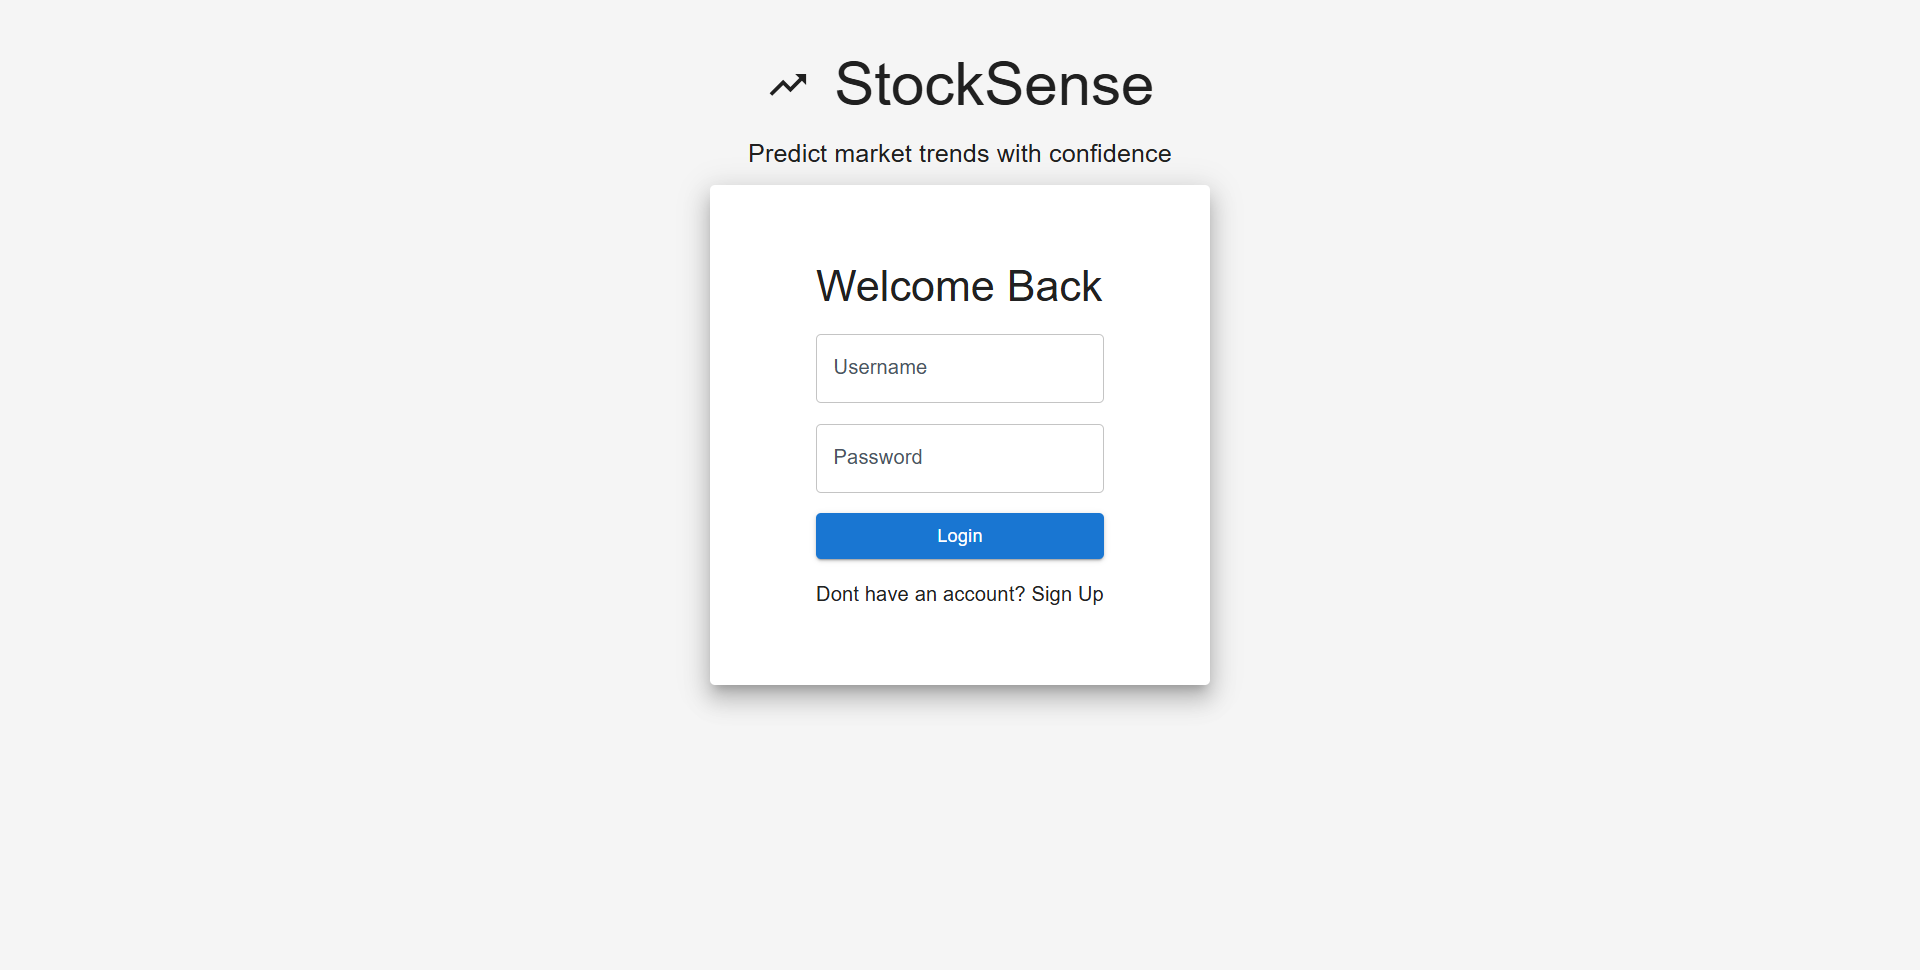 StockSense
Predict market trends with confidence
Welcome Back
Username
Password
Login
Dont have an account? Sign Up